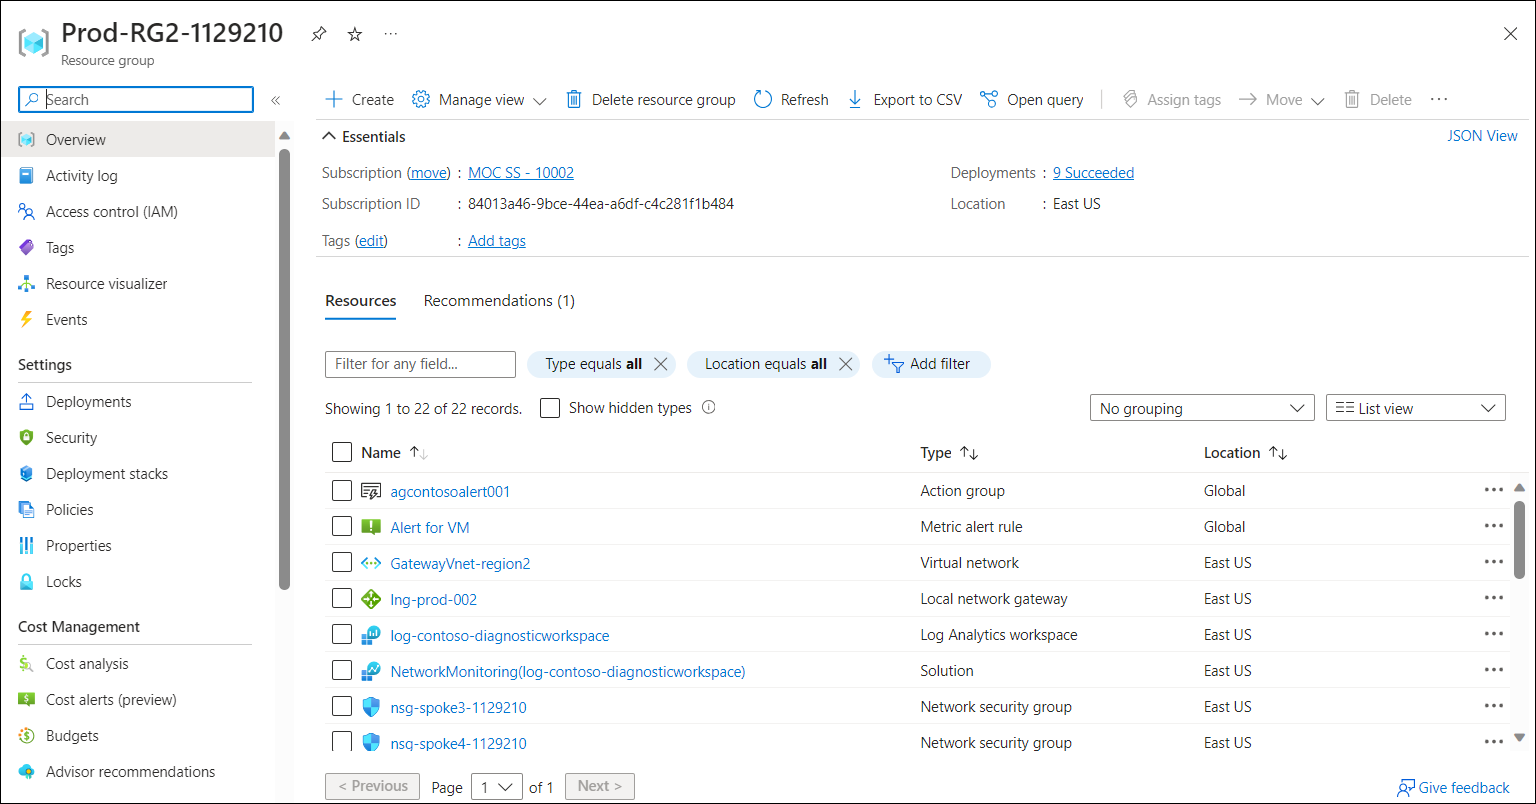 Prod-RG2-1129210
Resource group
Search
Overview
Activity log
Access control (IAM)
Tags
Resource visualizer
Events
Settings
Deployments
Security
Deployment stacks
Policies
Properties
Locks
Cost Management
Cost analysis
Cost alerts (preview)
Budgets
Advisor recommendations
Create Manage view Delete resource group Refresh Export to CSV Open query Assign tags Move Delete
Essentials JSON View
Subscription (move) : MOC SS - 10002 Deployments : 9 Succeeded
Subscription ID : 84013a46-9bce-44ea-a6df-c4c281f1b484 Location : East US
Tags (edit) : Add tags
Resources Recommendations (1)
Filter for any field... Type equals all Location equals all Add filter
Showing 1 to 22 of 22 records. Show hidden types No grouping List view
Name Type Location
agcontosoalert001 Action group Global
Alert for VM Metric alert rule Global
GatewayVnet-region2 Virtual network East US
lng-prod-002 Local network gateway East US
log-contoso-diagnosticworkspace Log Analytics workspace East US
NetworkMonitoring(log-contoso-diagnosticworkspace) Solution East US
nsg-spoke3-1129210 Network security group East US
nsg-spoke4-1129210 Network security group East US
< Previous Page 1 of 1 Next > Give feedback